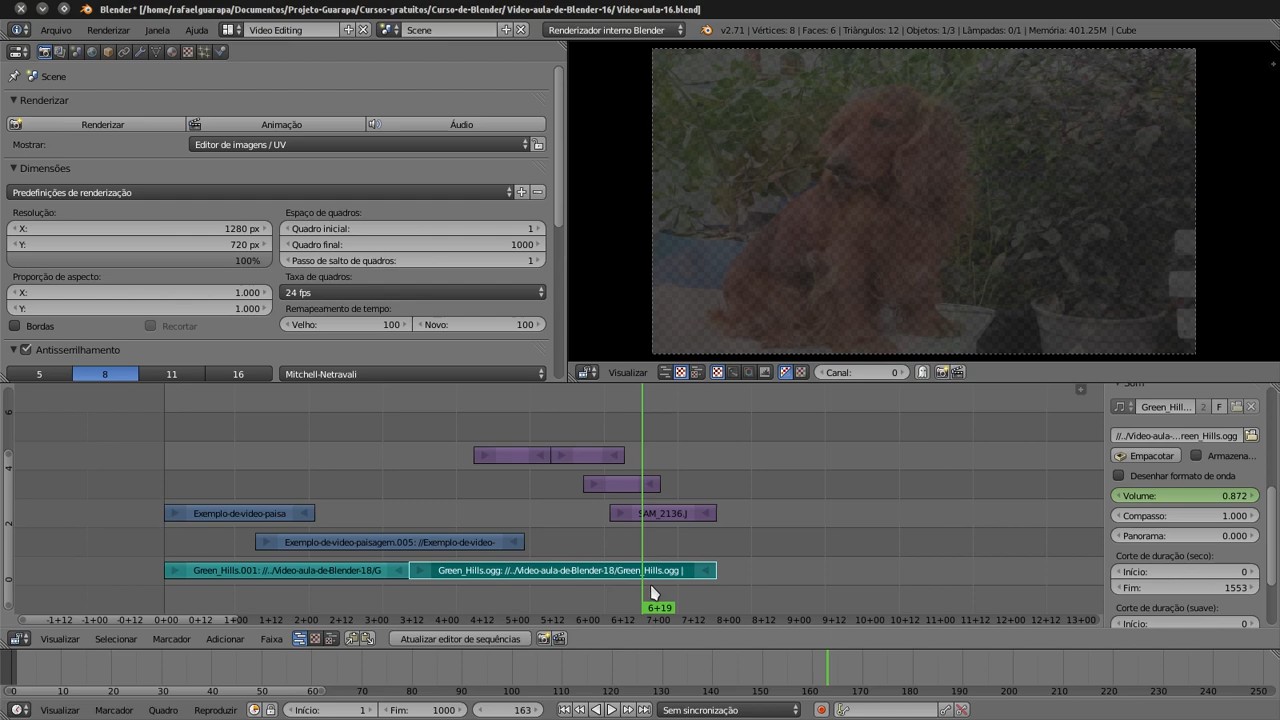 Blender* [/home/rafaelguarapa/Documentos/Projeto-Guarapa/Cursos-gratuitos/Curso-de-Blender/Video-aula-de-Blender-16/ Video-aula-16.blend]
Arquivo Renderizar Janela Ajuda Video Editing Scene Renderizador interno Blender v2.71 | Vértices: 8 | Faces: 6 | Triângulos: 12 | Objetos: 1/3 | Lâmpadas: 0/1 | Memória: 401.25M | Cube
Scene
Renderizar
Renderizar Animação Áudio
Mostrar: Editor de imagens / UV
Dimensões
Predefinições de renderização
Resolução: Espaço de quadros:
X: 1280 px Quadro inicial: 1
Y: 720 px Quadro final: 1000
100% Passo de salto de quadros: 1
Proporção de aspecto: Taxa de quadros:
X: 1.000 24 fps
Y: 1.000 Remapeamento de tempo:
Bordas Recortar Velho: 100 Novo: 100
Antisserrilhamento
5 8 11 16 Mitchell-Netravali
Visualizar Canal: 0
Som
Green_Hill... 2 F
//../Video-aula-...reen_Hills.ogg
Empacotar Armazena...
Desenhar formato de onda
Volume: 0.872
Compasso: 1.000
Panorama: 0.000
Corte de duração (seco):
Início: 0
Fim: 1553
Corte de duração (suave):
Início: 0
6
4
2
0
SAM_2136.J
Exemplo-de-video-paisa
Exemplo-de-video-paisagem.005: //Exemplo-de-video-
Green_Hills.001: //../Video-aula-de-Blender-18/G
Green_Hills.ogg: //../Video-aula-de-Blender-18/Green_Hills.ogg |
6+19
-1+12 -0+12 0+00 0+12 1+00 1+12 2+00 2+12 3+00 3+12 4+00 4+12 5+00 5+12 6+00 6+12 7+00 7+12 8+00 8+12 9+00 9+12 10+00 10+12 11+00 11+12 12+00 12+12 13+00
Visualizar Selecionar Marcador Adicionar Faixa Atualizar editor de sequências
0 10 20 30 40 50 60 70 80 90 100 110 120 130 140 150 160 170 180 190 200 210 220 230 240 250
Visualizar Marcador Quadro Reproduzir Início: 1 Fim: 1000 163 Sem sincronização